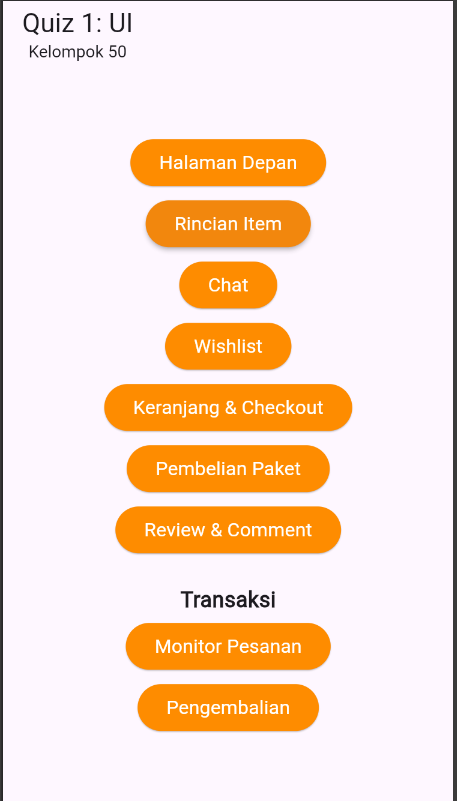 Quiz 1: UI
Kelompok 50
Halaman Depan
Rincian Item
Chat
Wishlist
Keranjang & Checkout
Pembelian Paket
Review & Comment
Transaksi
Monitor Pesanan
Pengembalian